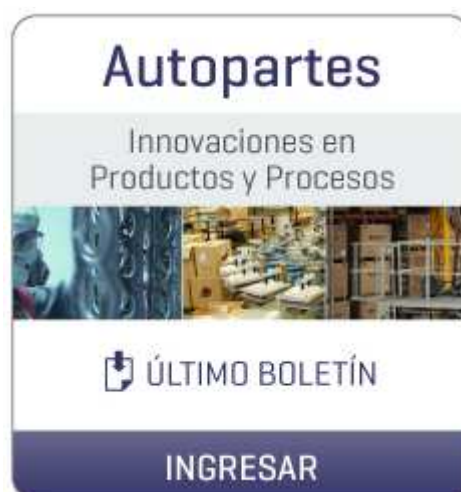 Autopartes
Innovaciones en
Productos y Procesos
ÚLTIMO BOLETÍN
INGRESAR